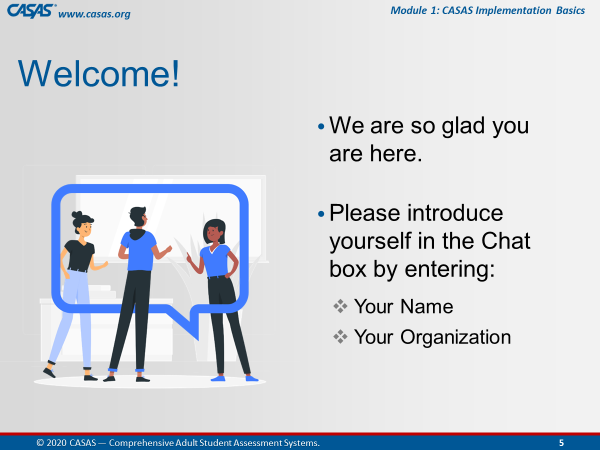 CASAS® www.casas.org
Module 1: CASAS Implementation Basics
Welcome!
• We are so glad you
are here.
• Please introduce
yourself in the Chat
box by entering:
❖ Your Name
❖ Your Organization
© 2020 CASAS — Comprehensive Adult Student Assessment Systems.
5